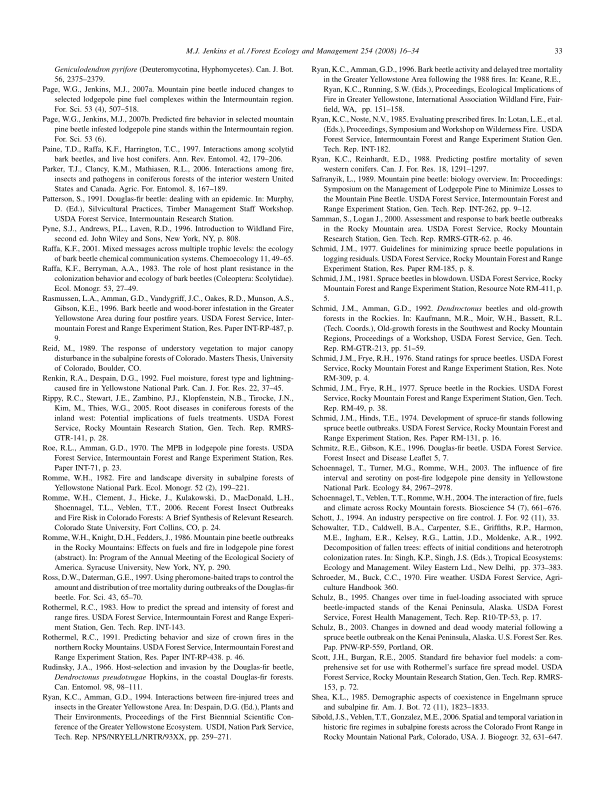 M.J. Jenkins et al. / Forest Ecology and Management 254 (2008) 16–34
33
Geniculodendron pyrifore (Deuteromycotina, Hyphomycetes). Can. J. Bot.
56, 2375–2379.
Page, W.G., Jenkins, M.J., 2007a. Mountain pine beetle induced changes to
selected lodgepole pine fuel complexes within the Intermountain region.
For. Sci. 53 (4), 507–518.
Page, W.G., Jenkins, M.J., 2007b. Predicted fire behavior in selected mountain
pine beetle infested lodgepole pine stands within the Intermountain region.
For. Sci. 53 (6).
Paine, T.D., Raffa, K.F., Harrington, T.C., 1997. Interactions among scolytid
bark beetles, and live host conifers. Ann. Rev. Entomol. 42, 179–206.
Parker, T.J., Clancy, K.M., Mathiasen, R.L., 2006. Interactions among fire,
insects and pathogens in coniferous forests of the interior western United
States and Canada. Agric. For. Entomol. 8, 167–189.
Patterson, S., 1991. Douglas-fir beetle: dealing with an epidemic. In: Murphy,
D. (Ed.), Silvicultural Practices, Timber Management Staff Workshop.
USDA Forest Service, Intermountain Research Station.
Pyne, S.J., Andrews, P.L., Laven, R.D., 1996. Introduction to Wildland Fire,
second ed. John Wiley and Sons, New York, NY, p. 808.
Raffa, K.F., 2001. Mixed messages across multiple trophic levels: the ecology
of bark beetle chemical communication systems. Chemoecology 11, 49–65.
Raffa, K.F., Berryman, A.A., 1983. The role of host plant resistance in the
colonization behavior and ecology of bark beetles (Coleoptera: Scolytidae).
Ecol. Monogr. 53, 27–49.
Rasmussen, L.A., Amman, G.D., Vandygriff, J.C., Oakes, R.D., Munson, A.S.,
Gibson, K.E., 1996. Bark beetle and wood-borer infestation in the Greater
Yellowstone Area during four postfire years. USDA Forest Service, Inter-
mountain Forest and Range Experiment Station, Res. Paper INT-RP-487, p.
9.
Reid, M., 1989. The response of understory vegetation to major canopy
disturbance in the subalpine forests of Colorado. Masters Thesis, University
of Colorado, Boulder, CO.
Renkin, R.A., Despain, D.G., 1992. Fuel moisture, forest type and lightning-
caused fire in Yellowstone National Park. Can. J. For. Res. 22, 37–45.
Rippy, R.C., Stewart, J.E., Zambino, P.J., Klopfenstein, N.B., Tirocke, J.N.,
Kim, M., Thies, W.G., 2005. Root diseases in coniferous forests of the
inland west: Potential implications of fuels treatments. USDA Forest
Service, Rocky Mountain Research Station, Gen. Tech. Rep. RMRS-
GTR-141, p. 28.
Roe, R.L., Amman, G.D., 1970. The MPB in lodgepole pine forests. USDA
Forest Service, Intermountain Forest and Range Experiment Station, Res.
Paper INT-71, p. 23.
Romme, W.H., 1982. Fire and landscape diversity in subalpine forests of
Yellowstone National Park. Ecol. Monogr. 52 (2), 199–221.
Romme, W.H., Clement, J., Hicke, J., Kulakowski, D., MacDonald, L.H.,
Shoennagel, T.L., Veblen, T.T., 2006. Recent Forest Insect Outbreaks
and Fire Risk in Colorado Forests: A Brief Synthesis of Relevant Research.
Colorado State University, Fort Collins, CO, p. 24.
Romme, W.H., Knight, D.H., Fedders, J., 1986. Mountain pine beetle outbreaks
in the Rocky Mountains: Effects on fuels and fire in lodgepole pine forest
(abstract). In: Program of the Annual Meeting of the Ecological Society of
America. Syracuse University, New York, NY, p. 290.
Ross, D.W., Daterman, G.E., 1997. Using pheromone-baited traps to control the
amount and distribution of tree mortality during outbreaks of the Douglas-fir
beetle. For. Sci. 43, 65–70.
Rothermel, R.C., 1983. How to predict the spread and intensity of forest and
range fires. USDA Forest Service, Intermountain Forest and Range Experi-
ment Station, Gen. Tech. Rep. INT-143.
Rothermel, R.C., 1991. Predicting behavior and size of crown fires in the
northern Rocky Mountains. USDA Forest Service, Intermountain Forest and
Range Experiment Station, Res. Paper INT-RP-438. p. 46.
Rudinsky, J.A., 1966. Host-selection and invasion by the Douglas-fir beetle,
Dendroctonus pseudotsugae Hopkins, in the coastal Douglas-fir forests.
Can. Entomol. 98, 98–111.
Ryan, K.C., Amman, G.D., 1994. Interactions between fire-injured trees and
insects in the Greater Yellowstone Area. In: Despain, D.G. (Ed.), Plants and
Their Environments, Proceedings of the First Biennnial Scientific Con-
ference of the Greater Yellowstone Ecosystem. USDI, Nation Park Service,
Tech. Rep. NPS/NRYELL/NRTR/93XX, pp. 259–271.
Ryan, K.C., Amman, G.D., 1996. Bark beetle activity and delayed tree mortality
in the Greater Yellowstone Area following the 1988 fires. In: Keane, R.E.,
Ryan, K.C., Running, S.W. (Eds.), Proceedings, Ecological Implications of
Fire in Greater Yellowstone, International Association Wildland Fire, Fair-
field, WA, pp. 151–158.
Ryan, K.C., Noste, N.V., 1985. Evaluating prescribed fires. In: Lotan, L.E., et al.
(Eds.), Proceedings, Symposium and Workshop on Wilderness Fire. USDA
Forest Service, Intermountain Forest and Range Experiment Station Gen.
Tech. Rep. INT-182.
Ryan, K.C., Reinhardt, E.D., 1988. Predicting postfire mortality of seven
western conifers. Can. J. For. Res. 18, 1291–1297.
Safranyik, L., 1989. Mountain pine beetle: biology overview. In: Proceedings:
Symposium on the Management of Lodgepole Pine to Minimize Losses to
the Mountain Pine Beetle. USDA Forest Service, Intermountain Forest and
Range Experiment Station, Gen. Tech. Rep. INT-262, pp. 9–12.
Samman, S., Logan J., 2000. Assessment and response to bark beetle outbreaks
in the Rocky Mountain area. USDA Forest Service, Rocky Mountain
Research Station, Gen. Tech. Rep. RMRS-GTR-62. p. 46.
Schmid, J.M., 1977. Guidelines for minimizing spruce beetle populations in
logging residuals. USDA Forest Service, Rocky Mountain Forest and Range
Experiment Station, Res. Paper RM-185, p. 8.
Schmid, J.M., 1981. Spruce beetles in blowdown. USDA Forest Service, Rocky
Mountain Forest and Range Experiment Station, Resource Note RM-411, p.
5.
Schmid, J.M., Amman, G.D., 1992. Dendroctonus beetles and old-growth
forests in the Rockies. In: Kaufmann, M.R., Moir, W.H., Bassett, R.L.
(Tech. Coords.), Old-growth forests in the Southwest and Rocky Mountain
Regions, Proceedings of a Workshop, USDA Forest Service, Gen. Tech.
Rep. RM-GTR-213, pp. 51–59.
Schmid, J.M., Frye, R.H., 1976. Stand ratings for spruce beetles. USDA Forest
Service, Rocky Mountain Forest and Range Experiment Station, Res. Note
RM-309, p. 4.
Schmid, J.M., Frye, R.H., 1977. Spruce beetle in the Rockies. USDA Forest
Service, Rocky Mountain Forest and Range Experiment Station, Gen. Tech.
Rep. RM-49, p. 38.
Schmid, J.M., Hinds, T.E., 1974. Development of spruce-fir stands following
spruce beetle outbreaks. USDA Forest Service, Rocky Mountain Forest and
Range Experiment Station, Res. Paper RM-131, p. 16.
Schmitz, R.E., Gibson, K.E., 1996. Douglas-fir beetle. USDA Forest Service.
Forest Insect and Disease Leaflet 5, 7.
Schoennagel, T., Turner, M.G., Romme, W.H., 2003. The influence of fire
interval and scrotiny on post-fire lodgepole pine density in Yellowstone
National Park. Ecology 84, 2967–2978.
Schoennagel, T., Veblen, T.T., Romme, W.H., 2004. The interaction of fire, fuels
and climate across Rocky Mountain forests. Bioscience 54 (7), 661–676.
Schott, J., 1994. An industry perspective on fire control. J. For. 92 (11), 33.
Schowalter, T.D., Caldwell, B.A., Carpenter, S.E., Griffiths, R.P., Harmon,
M.E., Ingham, E.R., Kelsey, R.G., Lattin, J.D., Moldenke, A.R., 1992.
Decomposition of fallen trees: effects of initial conditions and heterotroph
colonization rates. In: Singh, K.P., Singh, J.S. (Eds.), Tropical Ecosystems:
Ecology and Management. Wiley Eastern Ltd., New Delhi, pp. 373–383.
Schroeder, M., Buck, C.C., 1970. Fire weather. USDA Forest Service, Agri-
culture Handbook 360.
Schulz, B., 1995. Changes over time in fuel-loading associated with spruce
beetle-impacted stands of the Kenai Peninsula, Alaska. USDA Forest
Service, Forest Health Management, Tech. Rep. R10-TP-53, p. 17.
Schulz, B., 2003. Changes in downed and dead woody material following a
spruce beetle outbreak on the Kenai Peninsula, Alaska. U.S. Forest Ser. Res.
Pap. PNW-RP-559, Portland, OR.
Scott, J.H., Burgan, R.E., 2005. Standard fire behavior fuel models: a com-
prehensive set for use with Rothermel's surface fire spread model. USDA
Forest Service, Rocky Mountain Research Station, Gen. Tech. Rep. RMRS-
153, p. 72.
Shea, K.L., 1985. Demographic aspects of coexistence in Engelmann spruce
and subalpine fir. Am. J. Bot. 72 (11), 1823–1833.
Sibold, J.S., Veblen, T.T., Gonzalez, M.E., 2006. Spatial and temporal variation in
historic fire regimes in subalpine forests across the Colorado Front Range in
Rocky Mountain National Park, Colorado, USA. J. Biogeogr. 32, 631–647.